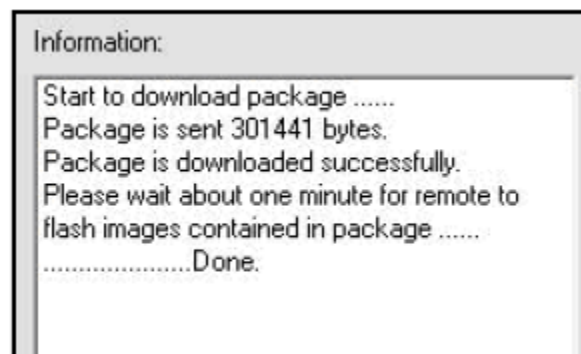 Information:
Start to download package ......
Package is sent 301441 bytes.
Package is downloaded successfully.
Please wait about one minute for remote to
flash images contained in package ......
.....................Done.